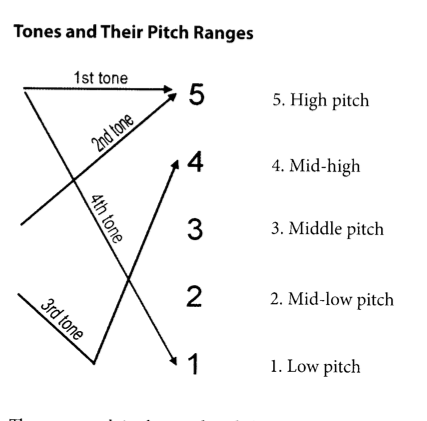 Tones and Their Pitch Ranges
1st tone
5
5. High pitch
2nd tone
4
4. Mid-high
4th tone
3
3. Middle pitch
2
2. Mid-low pitch
3rd tone
1
1. Low pitch